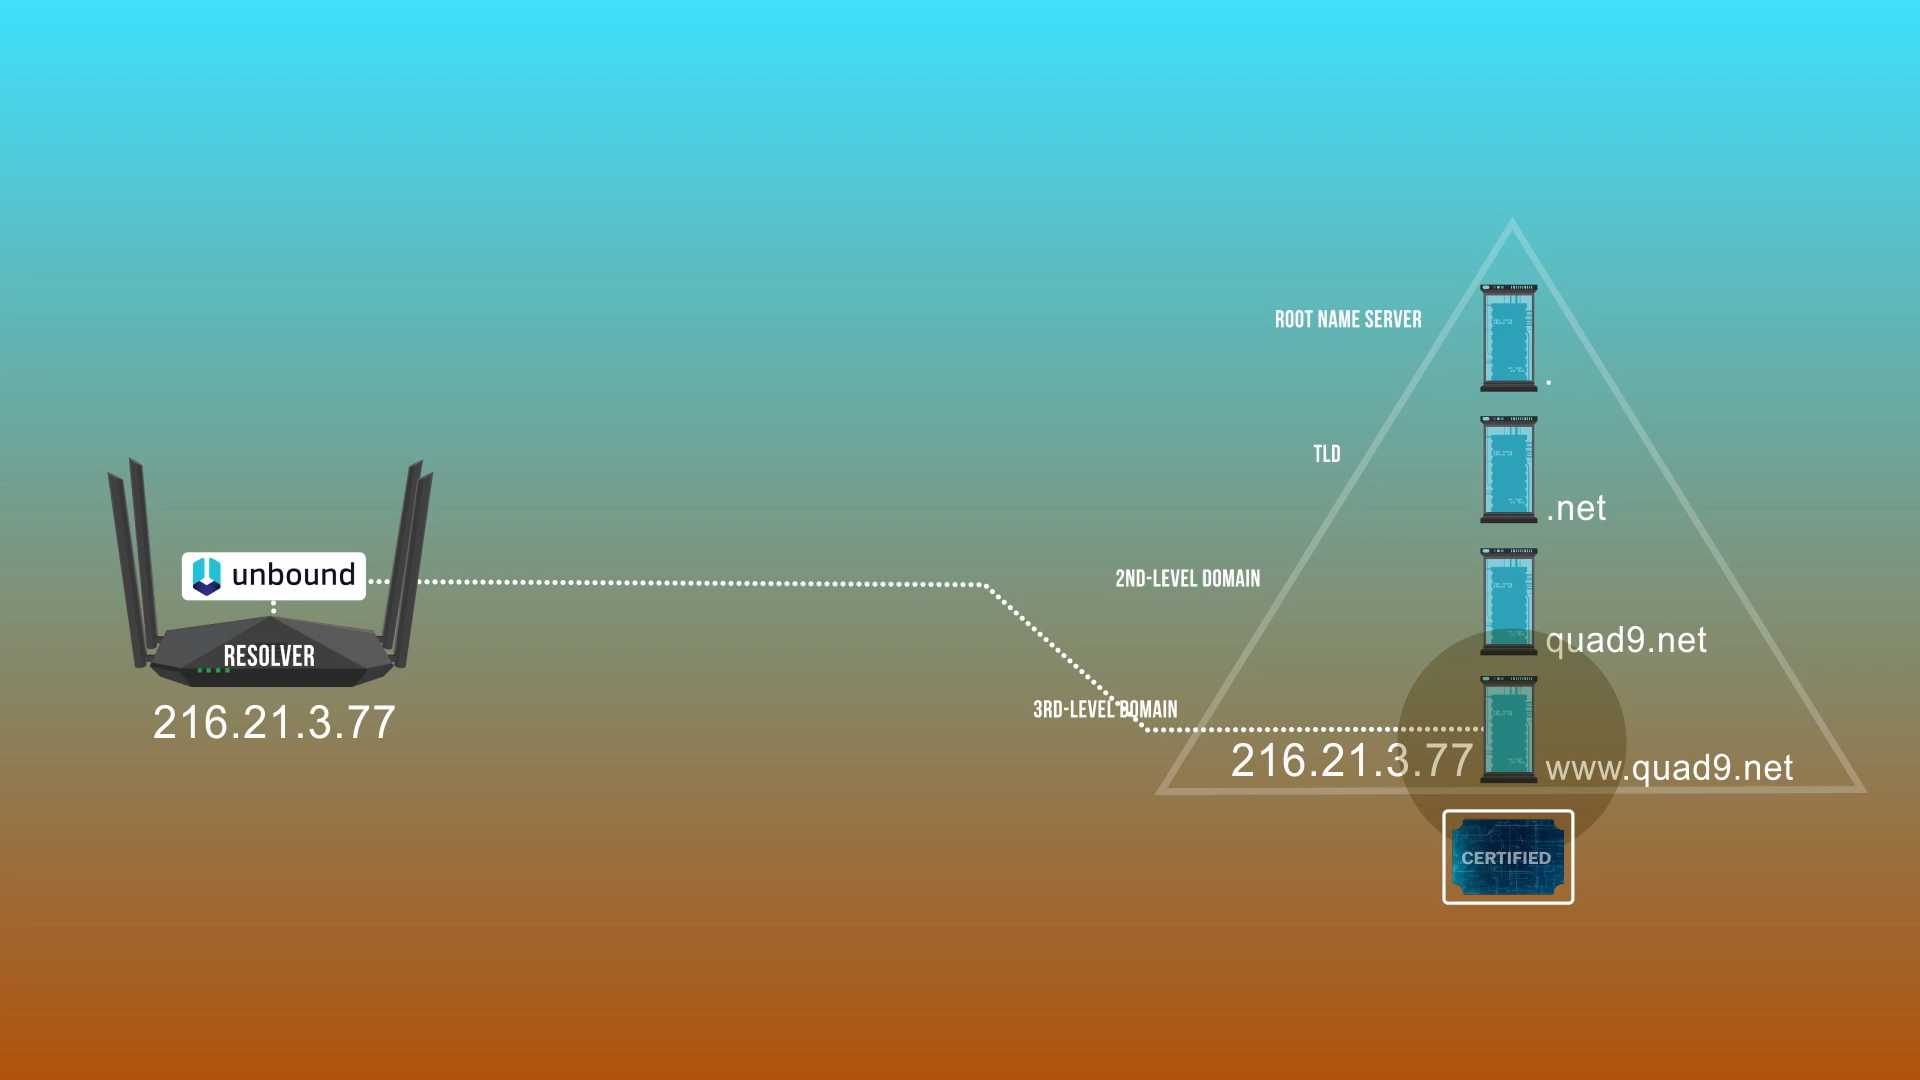 ROOT NAME SERVER
.
TLD
.net
unbound
2ND-LEVEL DOMAIN
quad9.net
RESOLVER
216.21.3.77
3RD-LEVEL DOMAIN
216.21.3.77
www.quad9.net
CERTIFIED